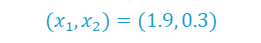 (x₁, x₂) = (1.9, 0.3)